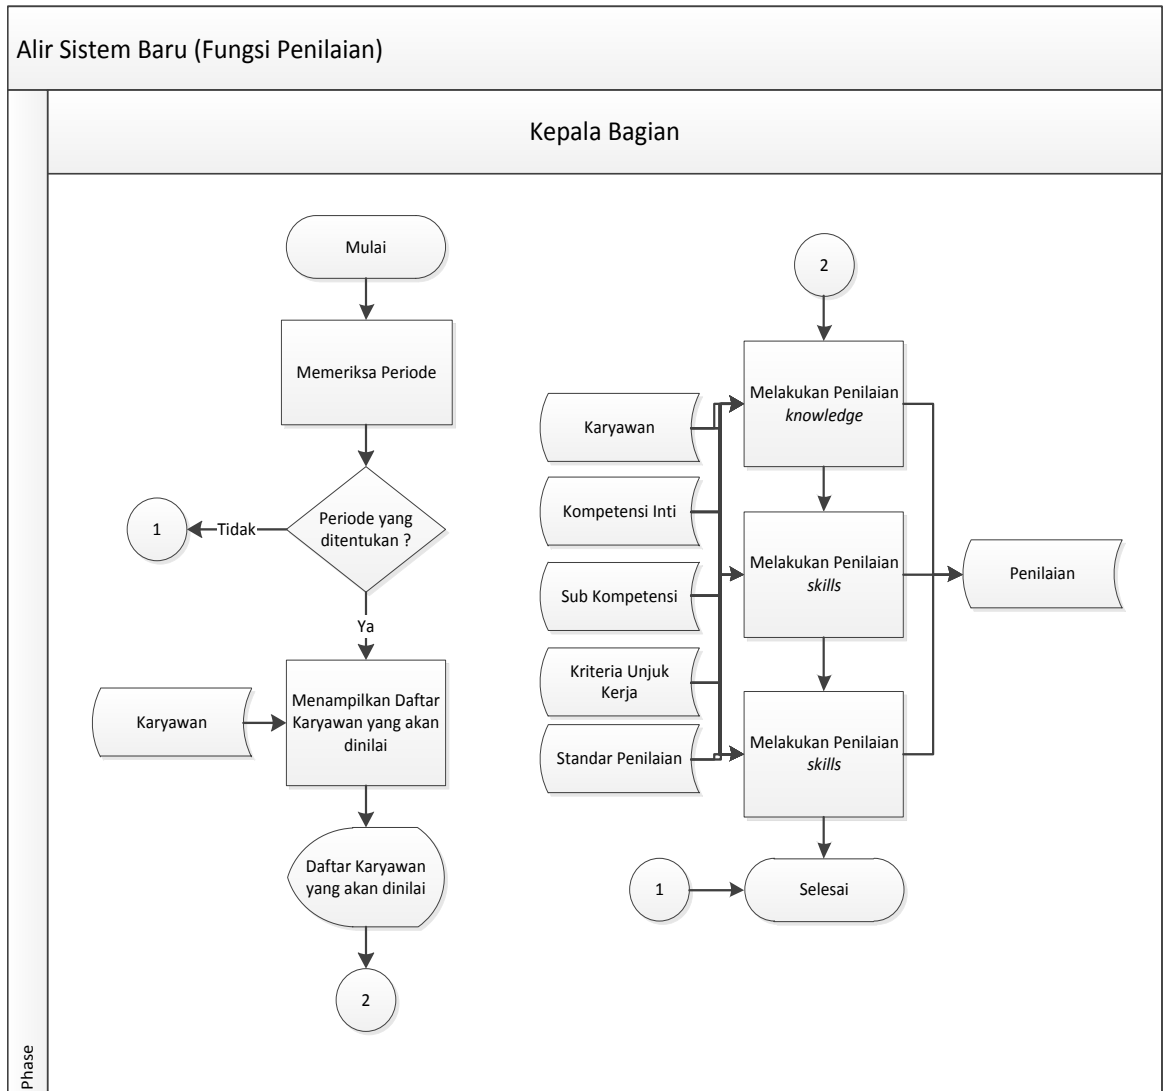 Alir Sistem Baru (Fungsi Penilaian)
Kepala Bagian
Phase
Mulai
Memeriksa Periode
Periode yang
ditentukan ?
Tidak
1
Ya
Karyawan
Menampilkan Daftar
Karyawan yang akan
dinilai
Daftar Karyawan
yang akan dinilai
2
2
Melakukan Penilaian
knowledge
Karyawan
Kompetensi Inti
Sub Kompetensi
Kriteria Unjuk
Kerja
Standar Penilaian
Melakukan Penilaian
skills
Penilaian
Melakukan Penilaian
skills
1
Selesai